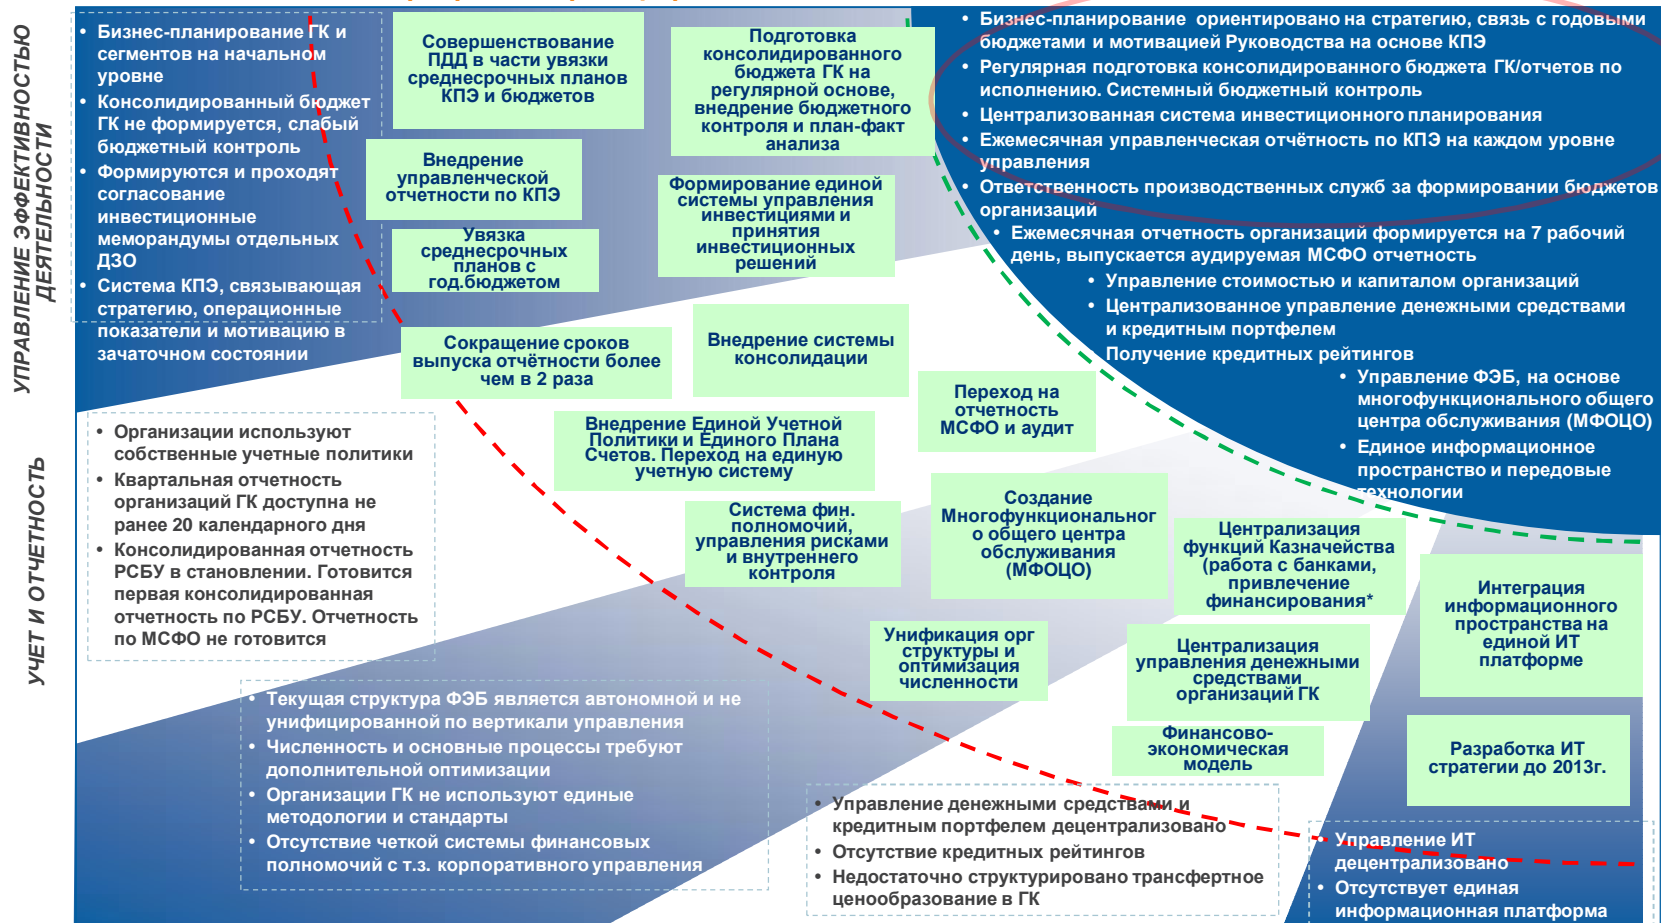 УПРАВЛЕНИЕ ЭФФЕКТИВНОСТЬЮ
ДЕЯТЕЛЬНОСТИ
• Бизнес-планирование ГК и
сегментов на начальном
уровне
• Консолидированный бюджет
ГК не формируется, слабый
бюджетный контроль
• Формируются и проходят
согласование
инвестиционные
меморандумы отдельных
ДЗО
• Система КПЭ, связывающая
стратегию, операционные
показатели и мотивацию в
зачаточном состоянии
Совершенствование
ПДД в части увязки
среднесрочных планов
КПЭ и бюджетов
Внедрение
управленческой
отчетности по КПЭ
Увязка
среднесрочных
планов с
год.бюджетом
Подготовка
консолидированного
бюджета ГК на
регулярной основе,
внедрение бюджетного
контроля и план-факт
анализа
Формирование единой
системы управления
инвестициями и
принятия
инвестиционных
решений
• Бизнес-планирование ориентировано на стратегию, связь с годовыми
бюджетами и мотивацией Руководства на основе КПЭ
• Регулярная подготовка консолидированного бюджета ГК/отчетов по
исполнению. Системный бюджетный контроль
• Централизованная система инвестиционного планирования
• Ежемесячная управленческая отчётность по КПЭ на каждом уровне
управления
• Ответственность производственных служб за формировании бюджетов
организаций
• Ежемесячная отчетность организаций формируется на 7 рабочий
день, выпускается аудируемая МСФО отчетность
• Управление стоимостью и капиталом организаций
• Централизованное управление денежными средствами
и кредитным портфелем
Получение кредитных рейтингов
• Управление ФЭБ, на основе
многофункционального общего
центра обслуживания (МФОЦО)
• Единое информационное
пространство и передовые
технологии
УЧЕТ И ОТЧЕТНОСТЬ
• Организации используют
собственные учетные политики
• Квартальная отчетность
организаций ГК доступна не
ранее 20 календарного дня
• Консолидированная отчетность
РСБУ в становлении. Готовится
первая консолидированная
отчетность по РСБУ. Отчетность
по МСФО не готовится
Сокращение сроков
выпуска отчётности более
чем в 2 раза
Внедрение системы
консолидации
Переход на
отчетность
МСФО и аудит
Внедрение Единой Учетной
Политики и Единого Плана
Счетов. Переход на единую
учетную систему
Система фин.
полномочий,
управления рисками
и внутреннего
контроля
Создание
Многофункциональног
о общего центра
обслуживания
(МФОЦО)
Централизация
функций Казначейства
(работа с банками,
привлечение
финансирования*
Интеграция
информационного
пространства на
единой ИТ
платформе
Унификация орг
структуры и
оптимизация
численности
Централизация
управления денежными
средствами
организаций ГК
Финансово-
экономическая
модель
Разработка ИТ
стратегии до 2013г.
• Текущая структура ФЭБ является автономной и не
унифицированной по вертикали управления
• Численность и основные процессы требуют
дополнительной оптимизации
• Организации ГК не используют единые
методологии и стандарты
• Отсутствие четкой системы финансовых
полномочий с т.з. корпоративного управления
• Управление денежными средствами и
кредитным портфелем децентрализовано
• Отсутствие кредитных рейтингов
• Недостаточно структурировано трансфертное
ценообразование в ГК
• Управление ИТ
децентрализовано
• Отсутствует единая
информационная платформа